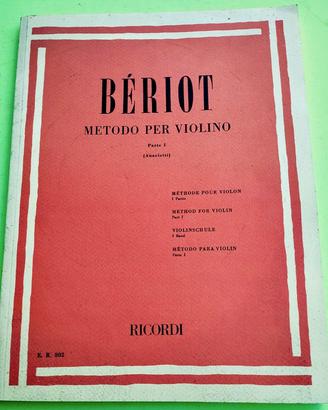 BÉRIOT
METODO PER VIOLINO
Parte I
(Anzoletti)
MÉTHODE POUR VIOLON
I Partie
METHOD FOR VIOLIN
Part I
VIOLINSCHULE
I Band
MÉTODO PARA VIOLIN
Parte I
RICORDI
E. R. 802